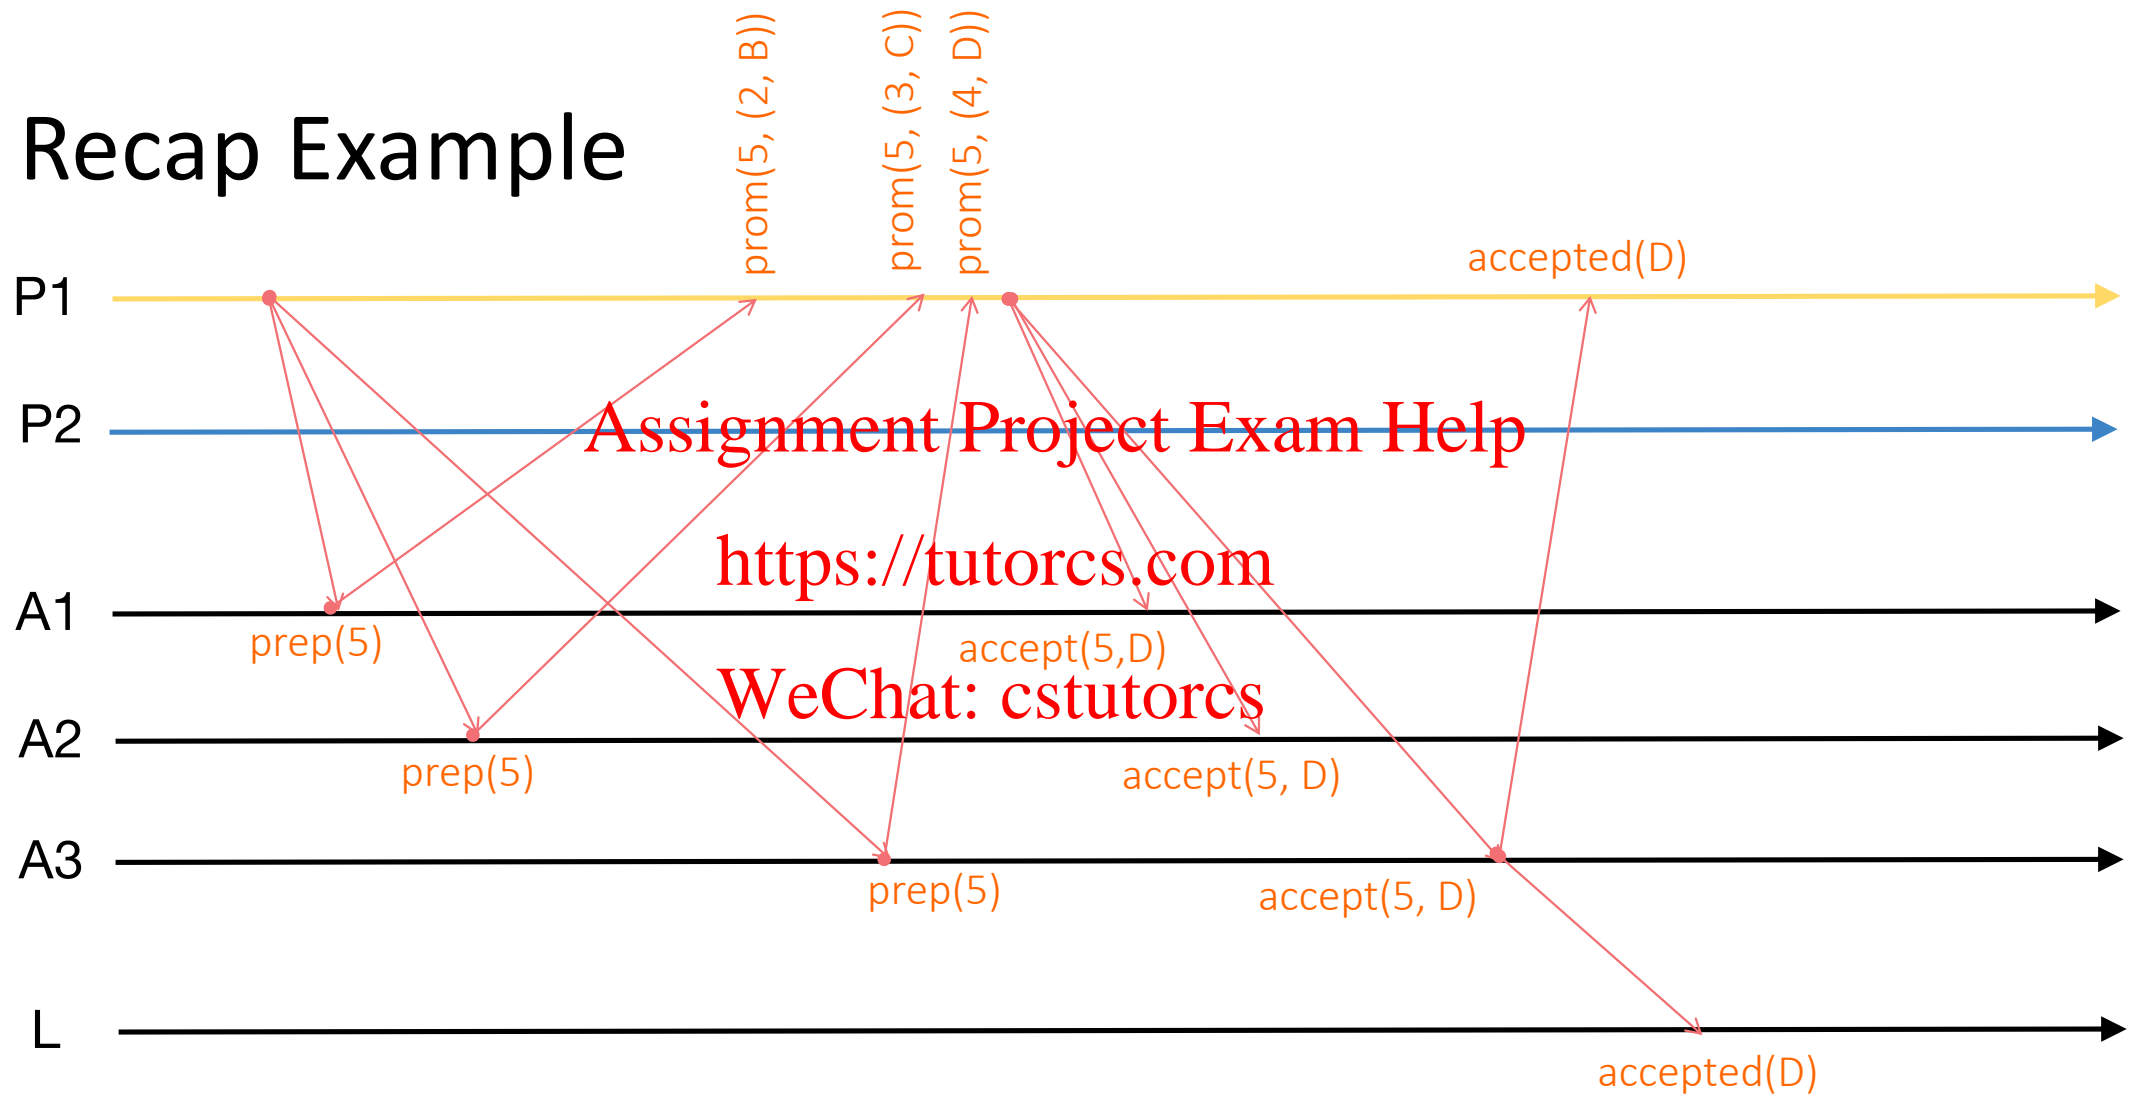 prom(5, (2, B))
prom(5, (3, C))
prom(5, (4, D))
Recap Example
accepted(D)
P1
P2
Assignment Project Exam Help
https://tutorcs.com
A1
prep(5)
accept(5,D)
WeChat: cstutorcs
A2
prep(5)
accept(5, D)
A3
prep(5)
accept(5, D)
L
accepted(D)